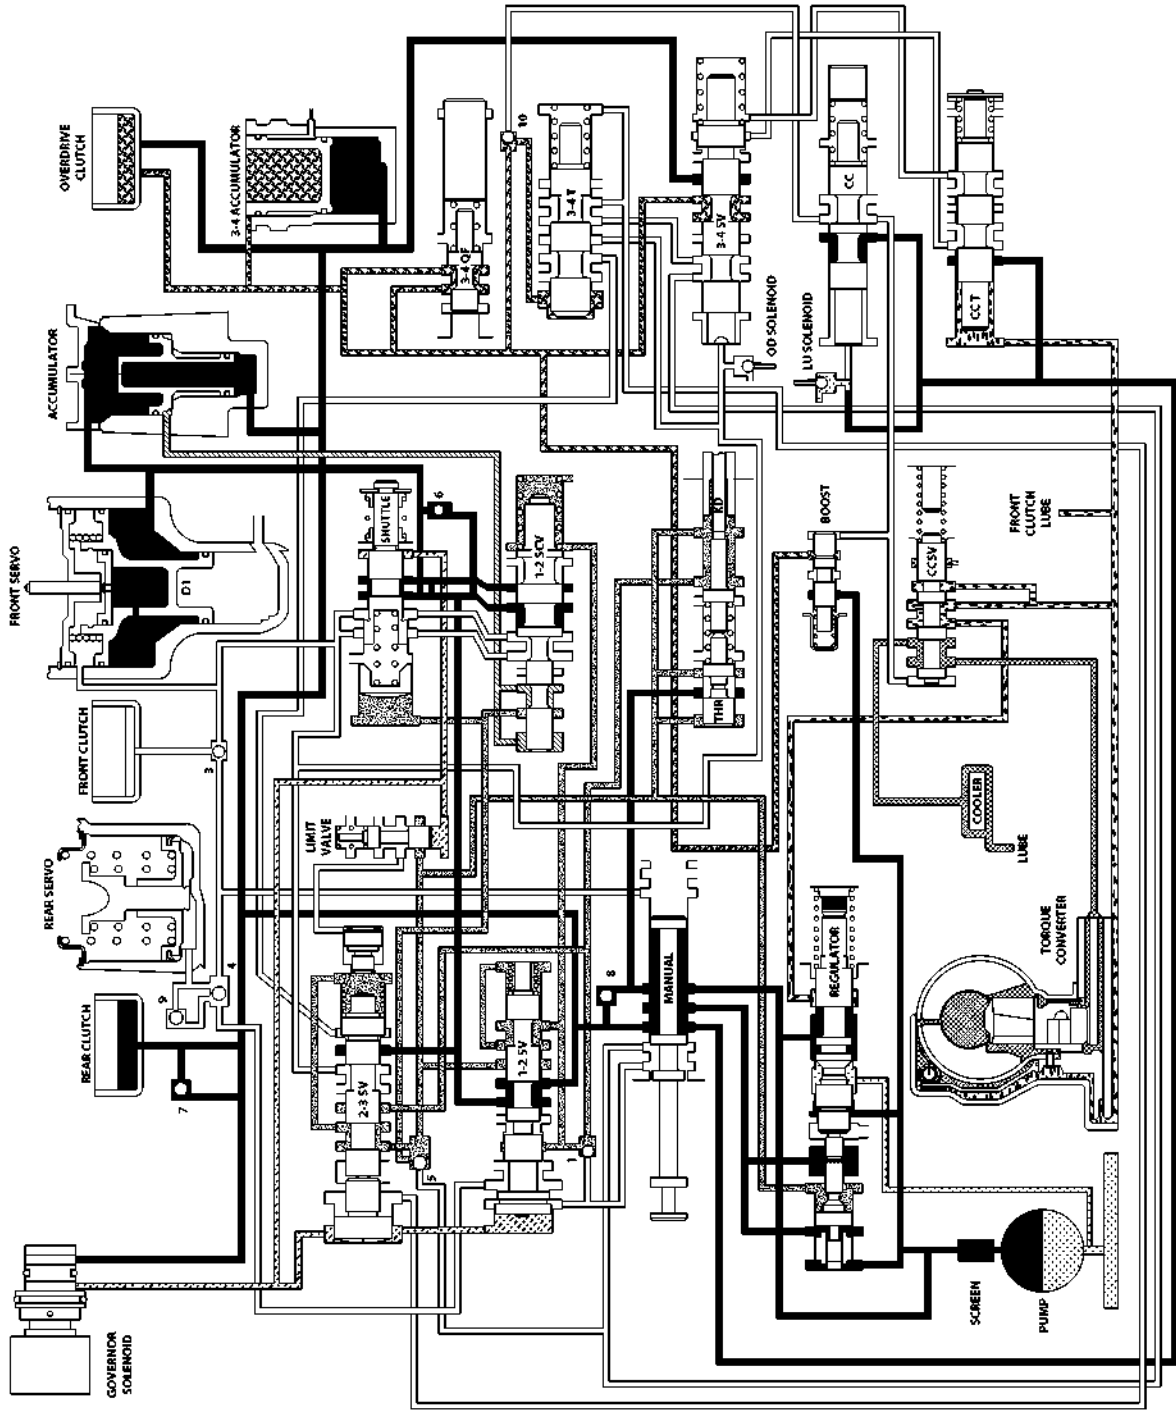 GOVERNOR
SOLENOID
REAR CLUTCH
7
9
4
REAR SERVO
FRONT CLUTCH
3
FRONT SERVO
D1
ACCUMULATOR
OVERDRIVE
CLUTCH
3-4 ACCUMULATOR
2-3 SV
5
LIMIT
VALVE
SHUTTLE
6
3-4 QF
1-2 SV
1
1-2 SCV
10
3-4 T
8
MANUAL
THR
KD
3-4 SV
OD SOLENOID
REGULATOR
BOOST
LU SOLENOID
CC
CCSV
CCT
SCREEN
PUMP
TORQUE
CONVERTER
COOLER
LUBE
FRONT
CLUTCH
LUBE